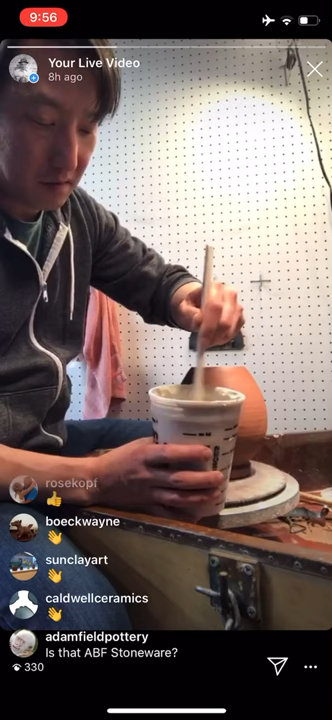 9:56
Your Live Video
8h ago
rosekopf
👍
boeckwayne
👋
sunclayart
👋
caldwellceramics
👋
adamfieldpottery
Is that ABF Stoneware?
330